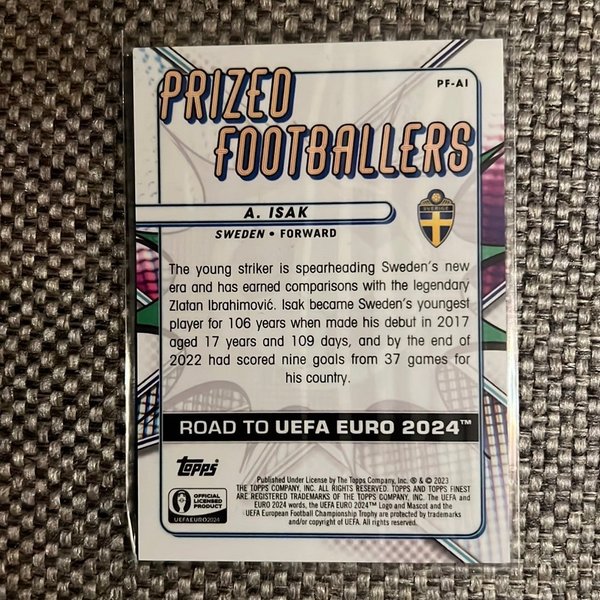 PRIZED
FOOTBALLERS
PF-AI
A. ISAK
SWEDEN • FORWARD
SVERIGE
The young striker is spearheading Sweden's new
era and has earned comparisons with the legendary
Zlatan Ibrahimović. Isak became Sweden's youngest
player for 106 years when made his debut in 2017
aged 17 years and 109 days, and by the end of
2022 had scored nine goals from 37 games for
his country.
ROAD TO UEFA EURO 2024™
Topps
OFFICIAL
LICENSED
PRODUCT
UEFAEURO2024
Published Under License by The Topps Company, Inc. ® & © 2023
THE TOPPS COMPANY, INC. ALL RIGHTS RESERVED. TOPPS AND TOPPS FINEST
ARE REGISTERED TRADEMARKS OF THE TOPPS COMPANY, INC. The UEFA and
EURO 2024 words, the UEFA EURO 2024™ Logo and Mascot and the
UEFA European Football Championship Trophy are protected by trademarks
and/or copyright of UEFA. All rights reserved.